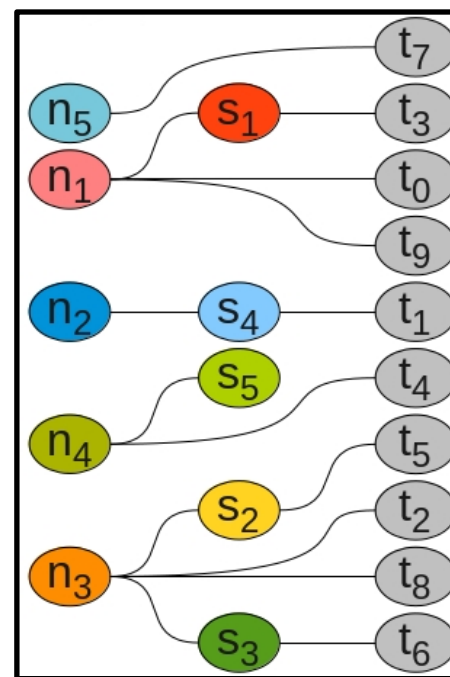 t₇
n₅ s₁ t₃
n₁ t₀
t₉
n₂ s₄ t₁
s₅ t₄
n₄ t₅
s₂ t₂
n₃ t₈
s₃ t₆